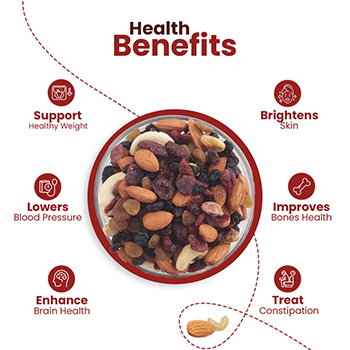 Health
Benefits
Support
Healthy Weight
Brightens
Skin
Lowers
Blood Pressure
Improves
Bones Health
Enhance
Brain Health
Treat
Constipation